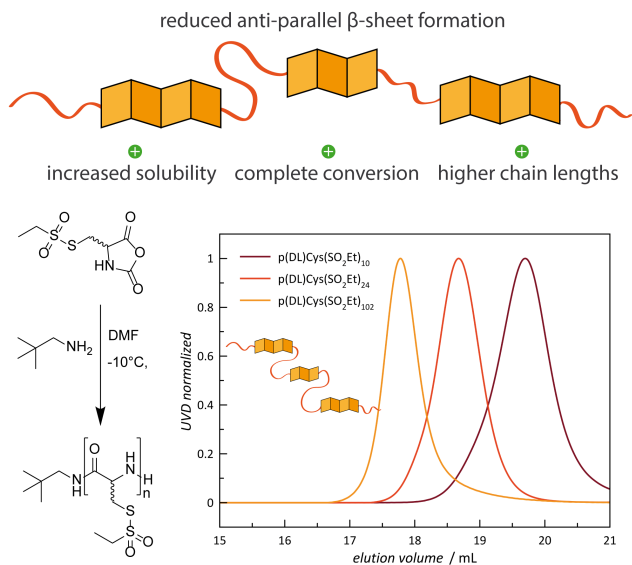 reduced anti-parallel β-sheet formation
+ + +
increased solubility complete conversion higher chain lengths
O
O
S
S
O
O
HN
O
NH2
DMF
-10°C,
O
H
N
N
H
H
n
S
S
O
O
p(DL)Cys(SO2Et)10
p(DL)Cys(SO2Et)24
p(DL)Cys(SO2Et)102
UVD normalized
1
0.8
0.6
0.4
0.2
0
15 16 17 18 19 20 21
elution volume / mL